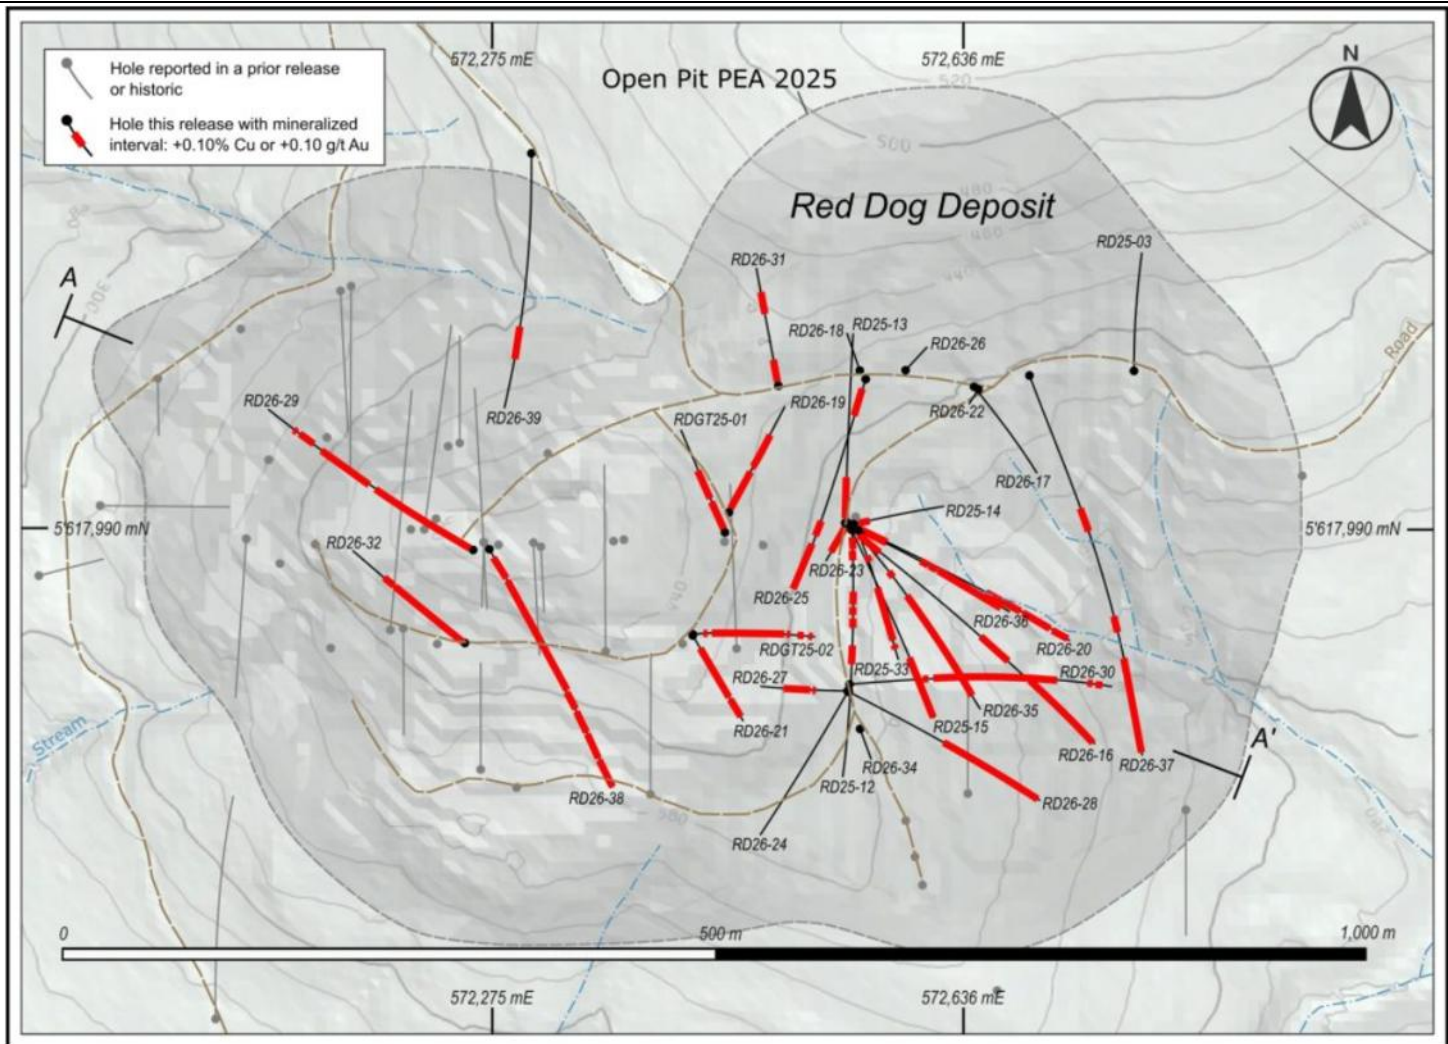 572,275 mE
572,636 mE
N
Hole reported in a prior release
or historic
Hole this release with mineralized
interval: +0.10% Cu or +0.10 g/t Au
Open Pit PEA 2025
520
500
480
460
440
Red Dog Deposit
RD25-03
RD26-31
A
300
RD26-18
RD25-13
RD26-26
Road
RD26-29
RD26-39
RDGT25-01
RD26-19
RD26-22
RD26-17
RD25-14
5'617,990 mN
5'617,990 mN
RD26-32
RD26-23
RD26-25
RD26-36
RD26-20
RDGT25-02
RD25-33
RD26-30
RD26-27
RD26-35
RD25-15
RD26-21
Stream
RD26-16
RD26-37
A'
RD26-34
RD25-12
RD26-38
RD26-28
RD26-24
0
500 m
1,000 m
572,275 mE
572,636 mE